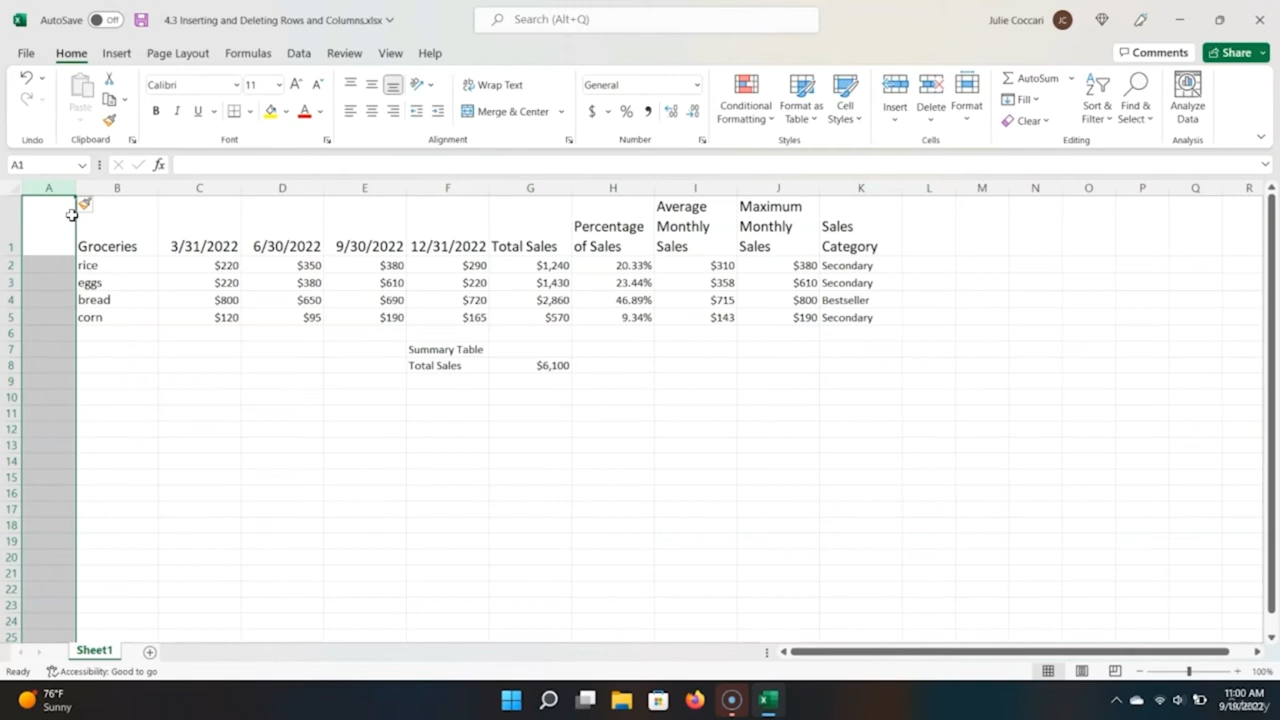 AutoSave Off 4.3 Inserting and Deleting Rows and Columns.xlsx Search (Alt+Q) Julie Coccari JC
File Home Insert Page Layout Formulas Data Review View Help Comments Share
Calibri Wrap Text General AutoSum
Paste B I U Merge & Center $ % Conditional Formatting Format as Table Cell Styles Insert Delete Format Fill Clear Sort & Filter Find & Select Analyze Data
Undo Clipboard Font Alignment Number Styles Cells Editing Analysis
A1 fx
A B C D E F G H I J K L M N O P Q R
1 Groceries 3/31/2022 6/30/2022 9/30/2022 12/31/2022 Total Sales Percentage of Sales Average Monthly Sales Maximum Monthly Sales Sales Category
2 rice $220 $350 $380 $290 $1,240 20.33% $310 $380 Secondary
3 eggs $220 $380 $610 $220 $1,430 23.44% $358 $610 Secondary
4 bread $800 $650 $690 $720 $2,860 46.89% $715 $800 Bestseller
5 corn $120 $95 $190 $165 $570 9.34% $143 $190 Secondary
6
7 Summary Table
8 Total Sales $6,100
9
10
11
12
13
14
15
16
17
18
19
20
21
22
23
24
25
Sheet1
Ready Accessibility: Good to go 100%
76°F
Sunny
11:00 AM
9/19/2022